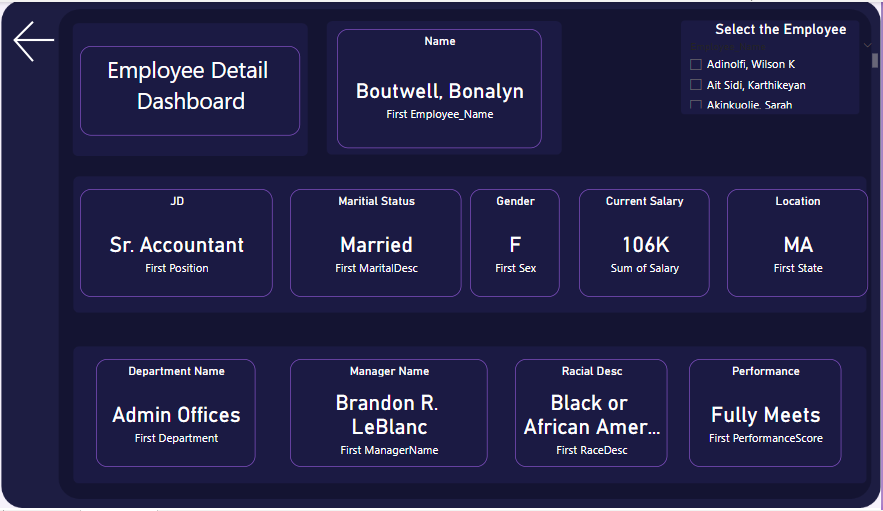 Employee Detail
Dashboard
Name
Boutwell, Bonalyn
First Employee_Name
Select the Employee
Adinolfi, Wilson K
Ait Sidi, Karthikeyan
Akinkuolie, Sarah
JD
Sr. Accountant
First Position
Maritial Status
Married
First MaritalDesc
Gender
F
First Sex
Current Salary
106K
Sum of Salary
Location
MA
First State
Department Name
Admin Offices
First Department
Manager Name
Brandon R.
LeBlanc
First ManagerName
Racial Desc
Black or
African Amer...
First RaceDesc
Performance
Fully Meets
First PerformanceScore